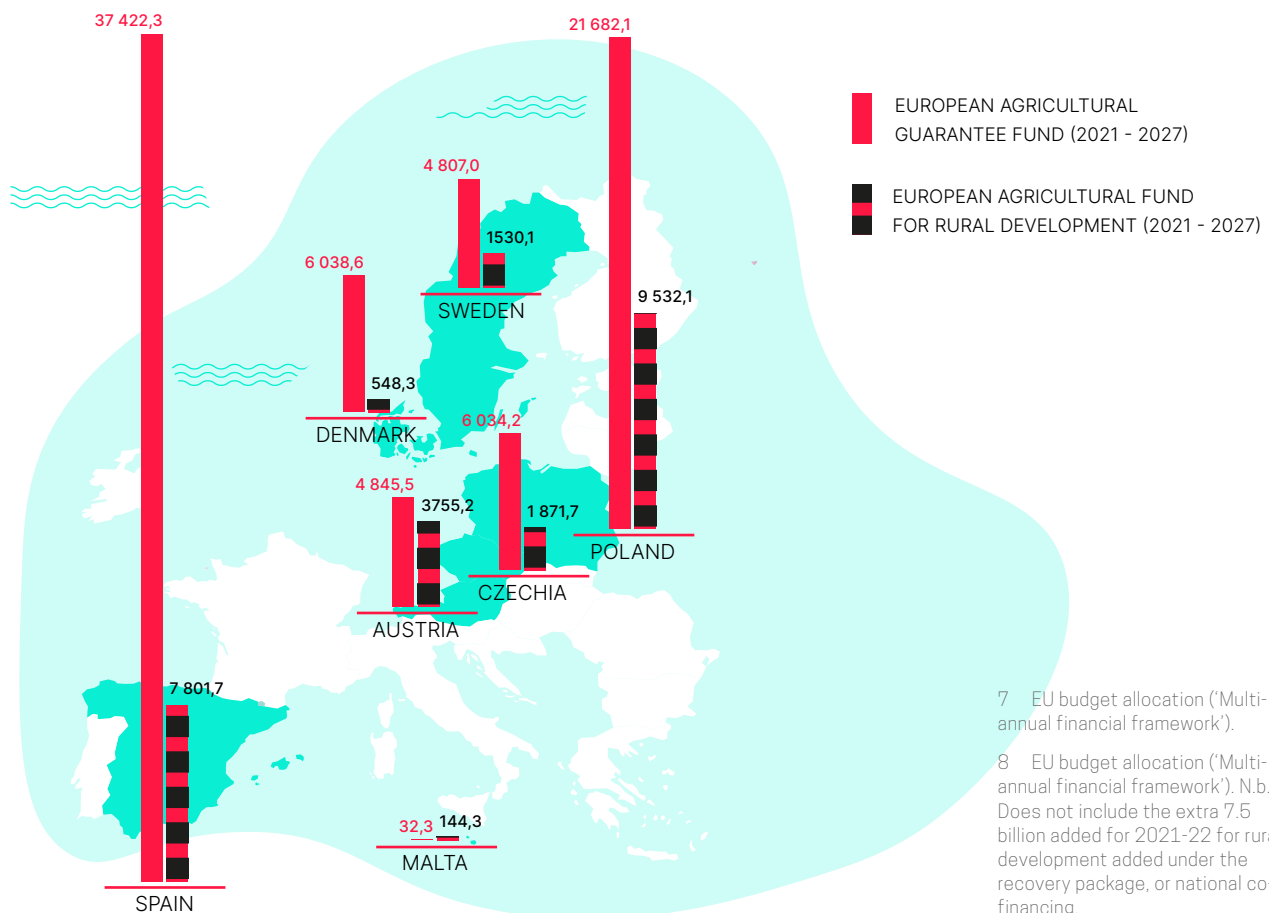 37 422,3
21 682,1
EUROPEAN AGRICULTURAL
GUARANTEE FUND (2021 - 2027)
EUROPEAN AGRICULTURAL FUND
FOR RURAL DEVELOPMENT (2021 - 2027)
4 807,0
1530,1
SWEDEN
6 038,6
548,3
DENMARK
9 532,1
POLAND
6 034,2
1 871,7
CZECHIA
4 845,5
3755,2
AUSTRIA
7 801,7
SPAIN
32,3
144,3
MALTA
7 EU budget allocation (‘Multi-
annual financial framework’).
8 EU budget allocation (‘Multi-
annual financial framework’). N.b.
Does not include the extra 7.5
billion added for 2021-22 for rura
development added under the
recovery package, or national co-
financing